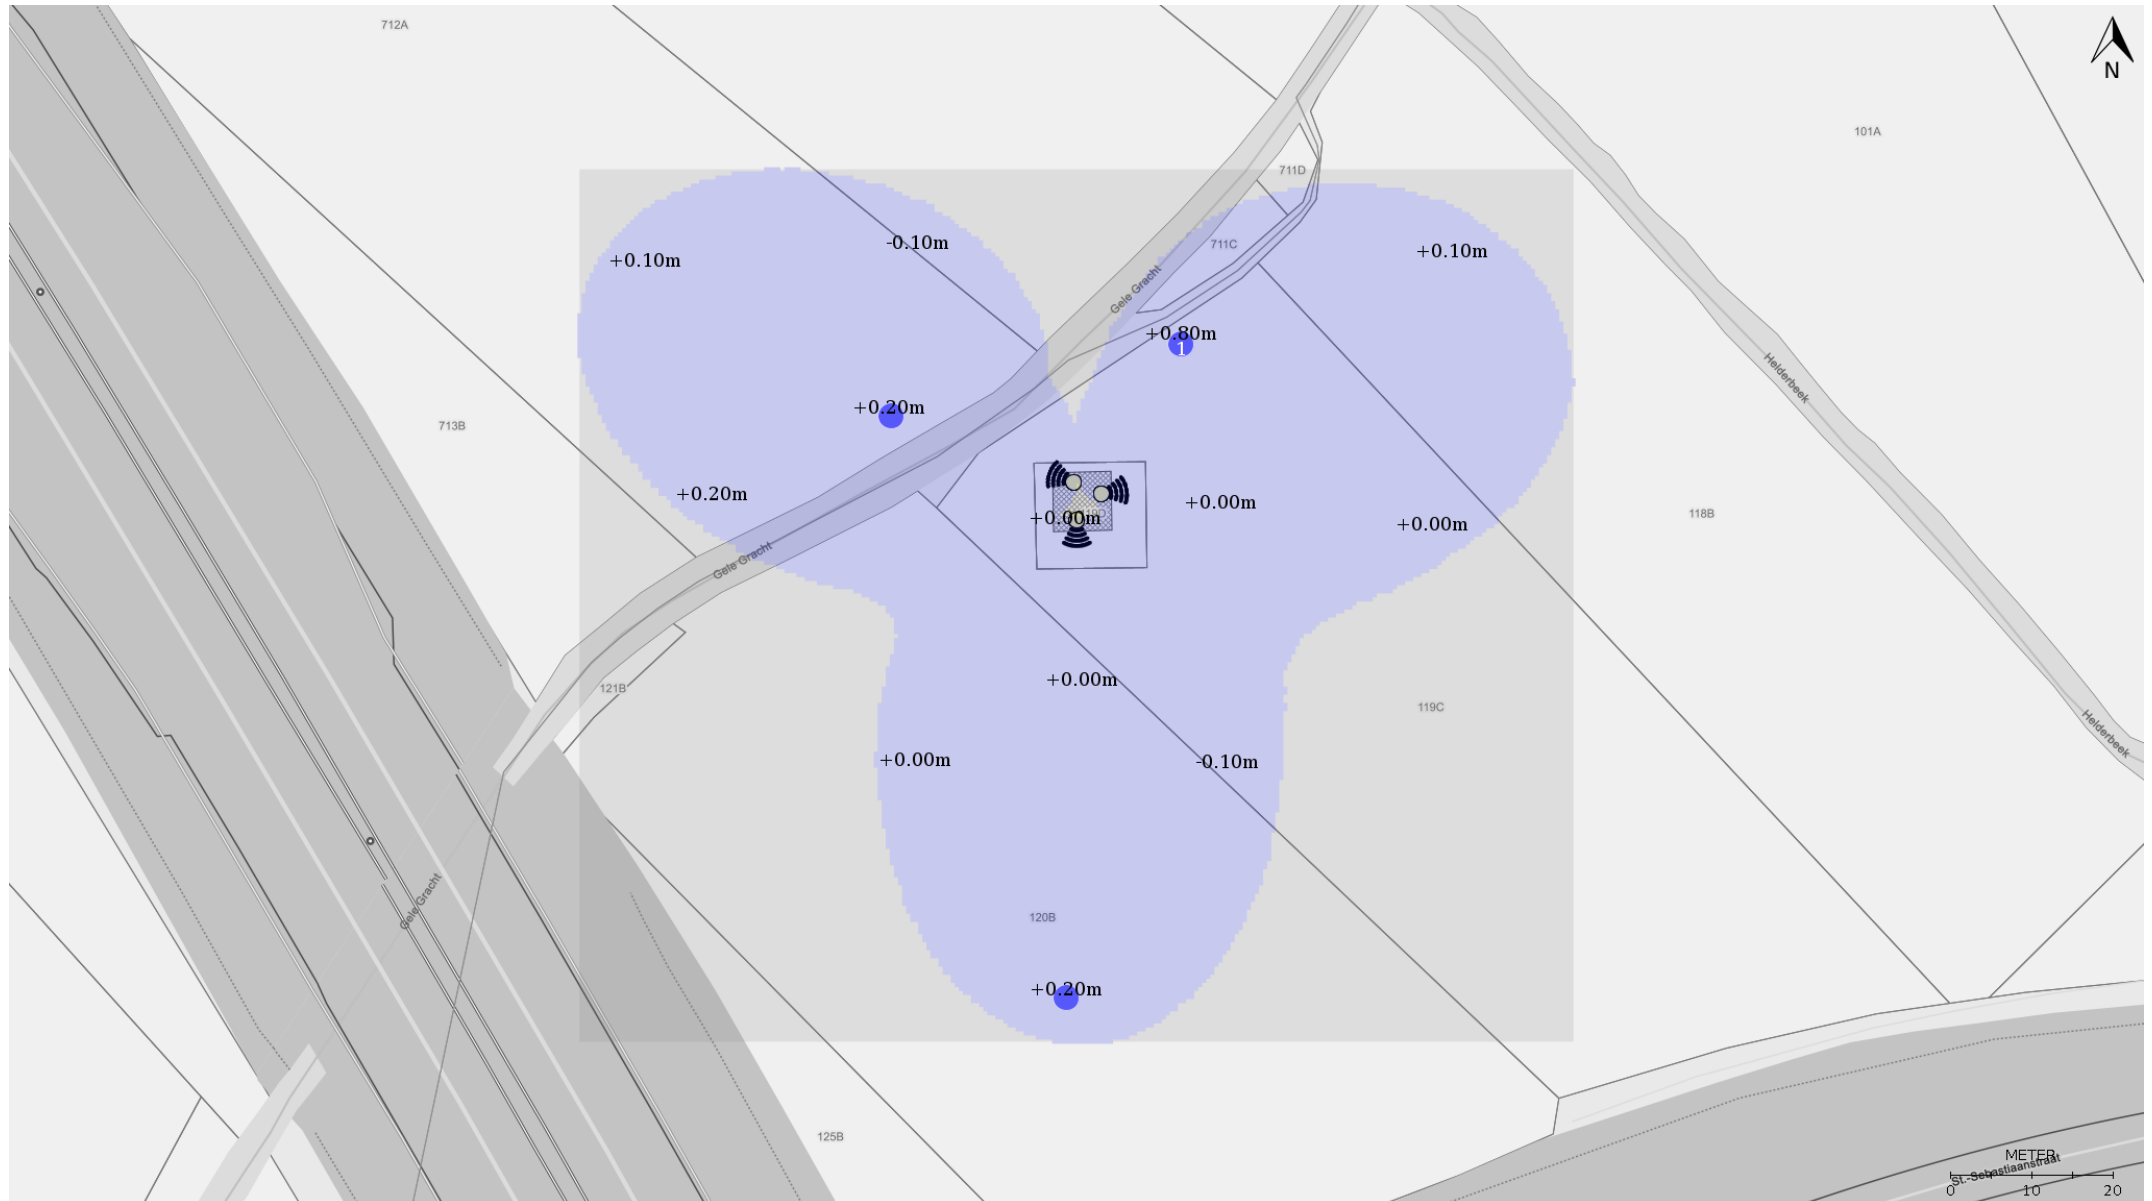 712A
N
101A
711D
711C
-0.10m
+0.10m
+0.10m
Gele Gracht
+0.80m
1
Helderbeek
+0.20m
713B
+0.20m
+0.00m
118B
+0.00m
+0.00m
Gele Gracht
+0.00m
121B
119C
Helderbeek
+0.00m
-0.10m
Gele Gracht
120B
+0.20m
125B
METER
St.-Sebastiaanstraat
0 10 20